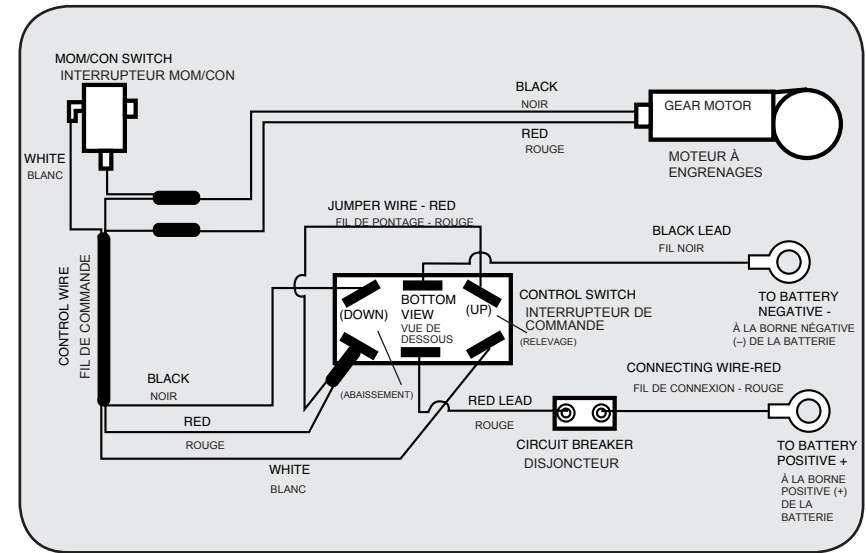 MOM/CON SWITCH
INTERRUPTEUR MOM/CON
BLACK
NOIR
RED
ROUGE
GEAR MOTOR
MOTEUR À
ENGRENAGES
WHITE
BLANC
JUMPER WIRE - RED
FIL DE PONTAGE - ROUGE
BLACK LEAD
FIL NOIR
TO BATTERY
NEGATIVE -
À LA BORNE NÉGATIVE
(–) DE LA BATTERIE
CONTROL WIRE
FIL DE COMMANDE
(DOWN)
BOTTOM
VIEW
VUE DE
DESSOUS
(UP)
CONTROL SWITCH
INTERRUPTEUR DE
COMMANDE
(RELEVAGE)
(ABAISSEMENT)
CONNECTING WIRE-RED
FIL DE CONNEXION - ROUGE
BLACK
NOIR
RED
ROUGE
WHITE
BLANC
RED LEAD
ROUGE
CIRCUIT BREAKER
DISJONCTEUR
TO BATTERY
POSITIVE +
À LA BORNE
POSITIVE (+)
DE LA
BATTERIE